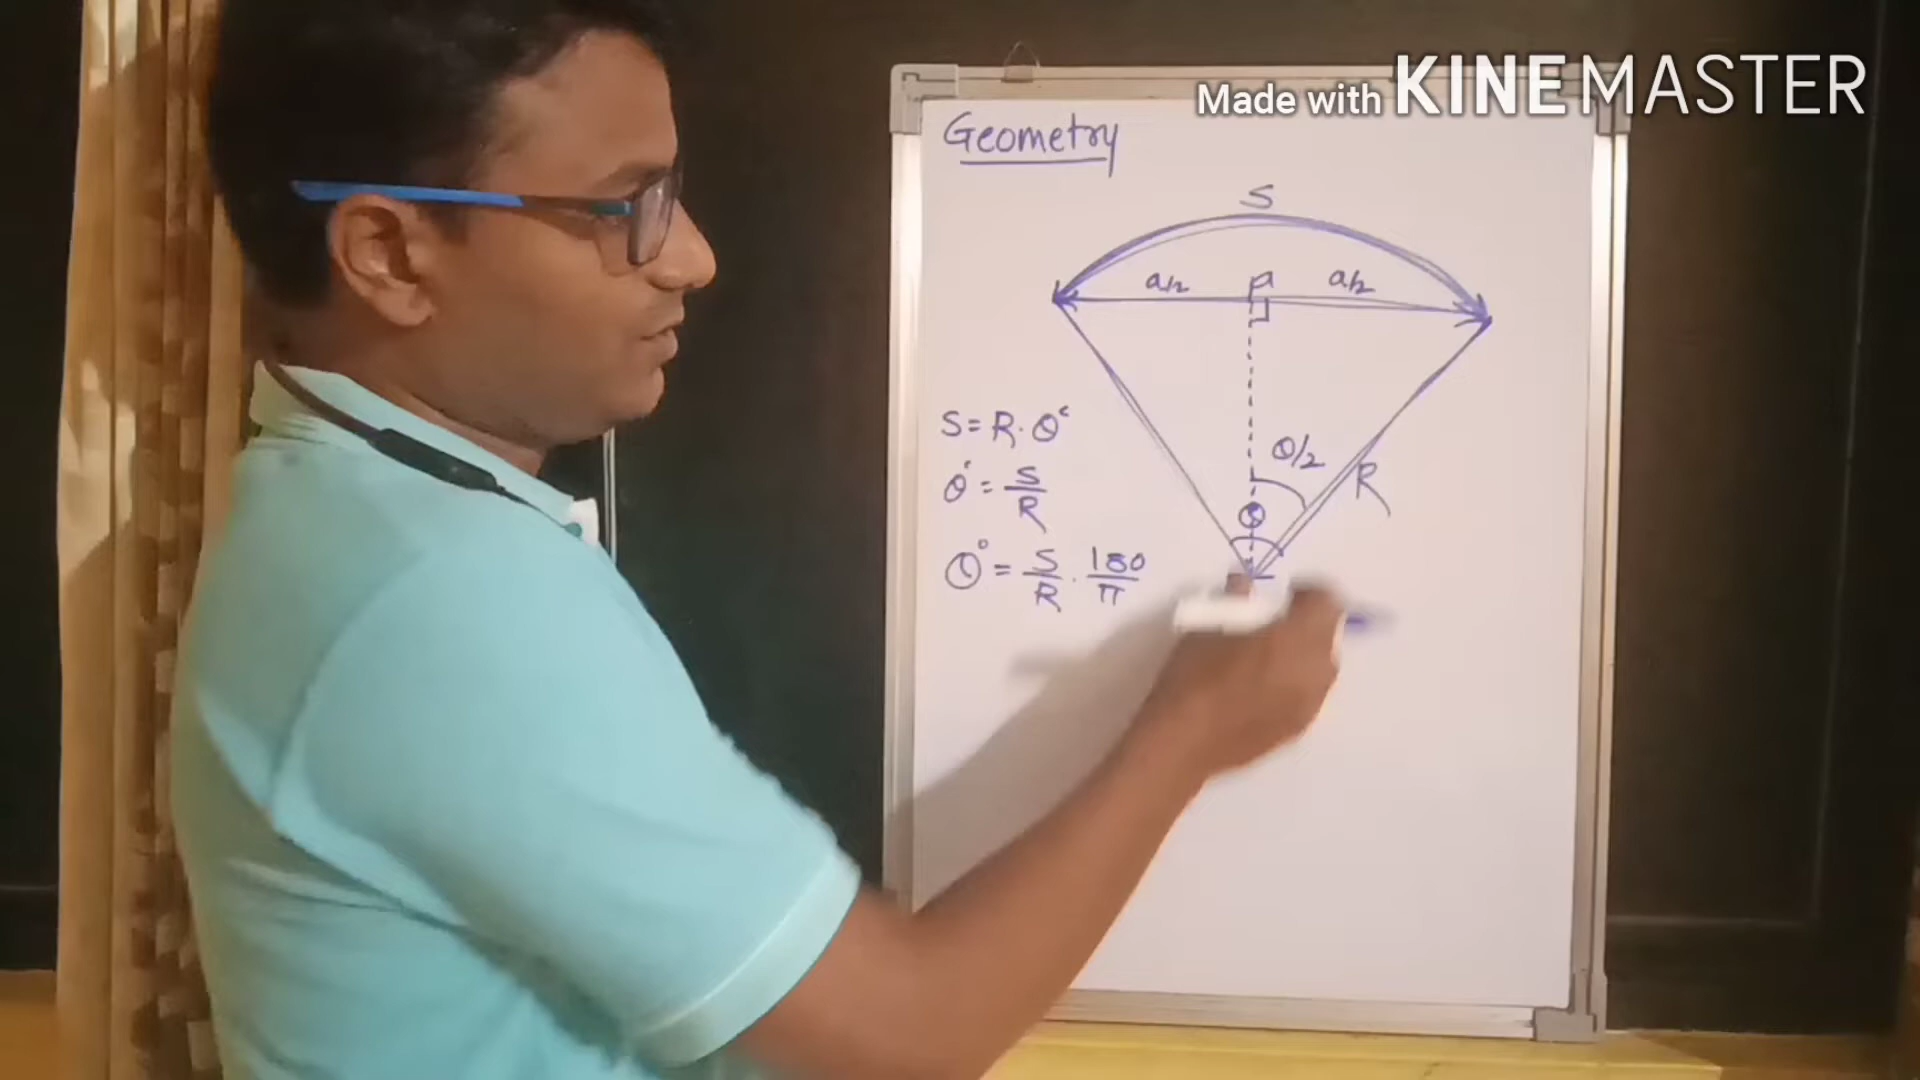 Made with KINEMASTER
Geometry
S
a/2 a a/2
S = R · θᶜ
θᶜ = S/R
θ/2
R
θ
θ° = S/R · 180/π